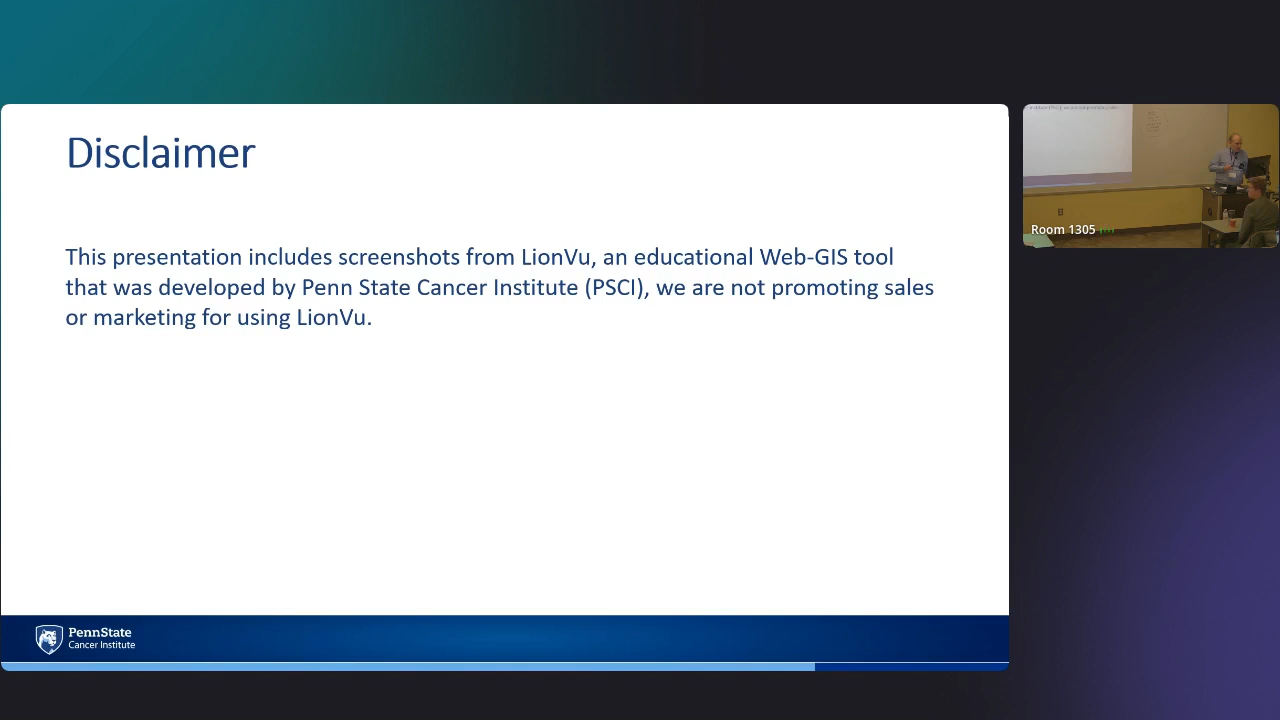 Disclaimer
This presentation includes screenshots from LionVu, an educational Web-GIS tool
that was developed by Penn State Cancer Institute (PSCI), we are not promoting sales
or marketing for using LionVu.
Room 1305
PennState
Cancer Institute